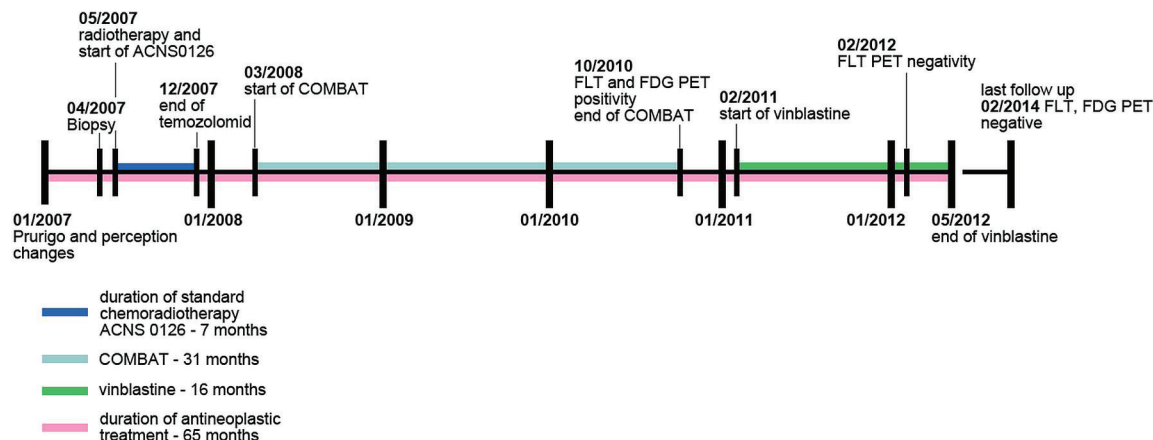 05/2007
radiotherapy and
start of ACNS0126
04/2007
Biopsy
12/2007
end of
temozolomid
03/2008
start of COMBAT
10/2010
FLT and FDG PET
positivity
end of COMBAT
02/2011
start of vinblastine
02/2012
FLT PET negativity
last follow up
02/2014 FLT, FDG PET
negative
01/2007
Prurigo and perception
changes
01/2008
01/2009
01/2010
01/2011
01/2012
05/2012
end of vinblastine
duration of standard
chemoradiotherapy
ACNS 0126 - 7 months
COMBAT - 31 months
vinblastine - 16 months
duration of antineoplastic
treatment - 65 months